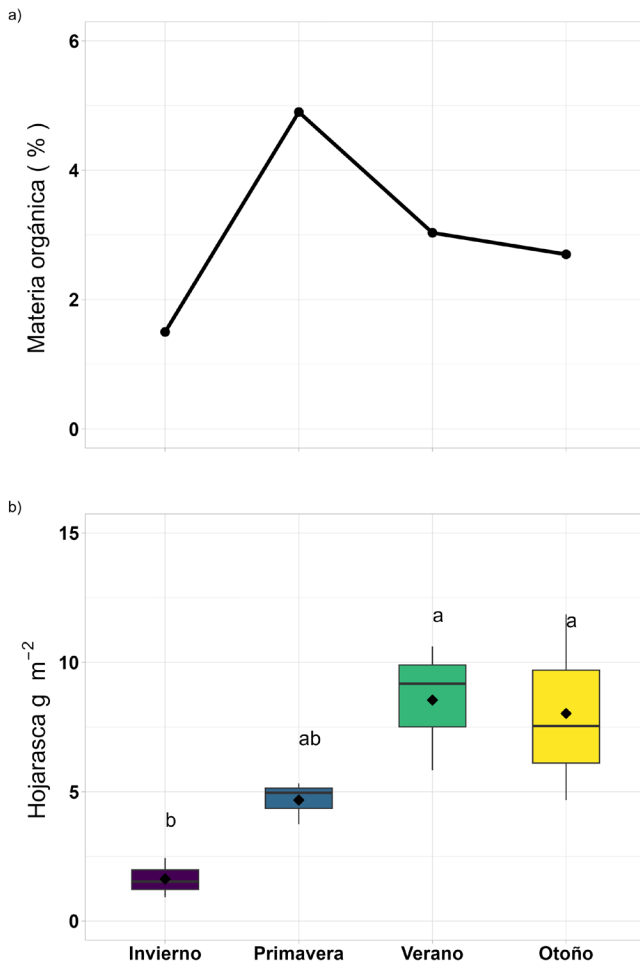 a)
Materia orgánica ( % )
6
4
2
0
b)
Hojarasca g m⁻²
15
10
5
0
b
ab
a
a
Invierno Primavera Verano Otoño